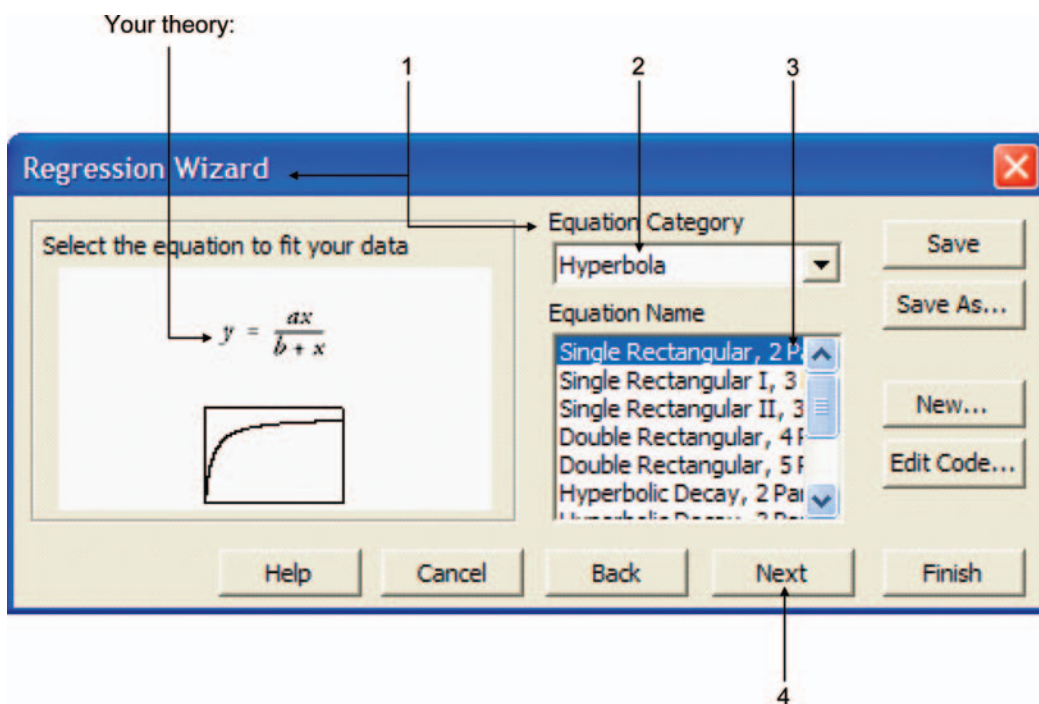 Your theory:
1
2
3
Regression Wizard
Select the equation to fit your data
y = ax / b + x
Equation Category
Hyperbola
Equation Name
Single Rectangular, 2 P
Single Rectangular I, 3
Single Rectangular II, 3
Double Rectangular, 4 P
Double Rectangular, 5 P
Hyperbolic Decay, 2 Par
Save
Save As...
New...
Edit Code...
Help
Cancel
Back
Next
Finish
4